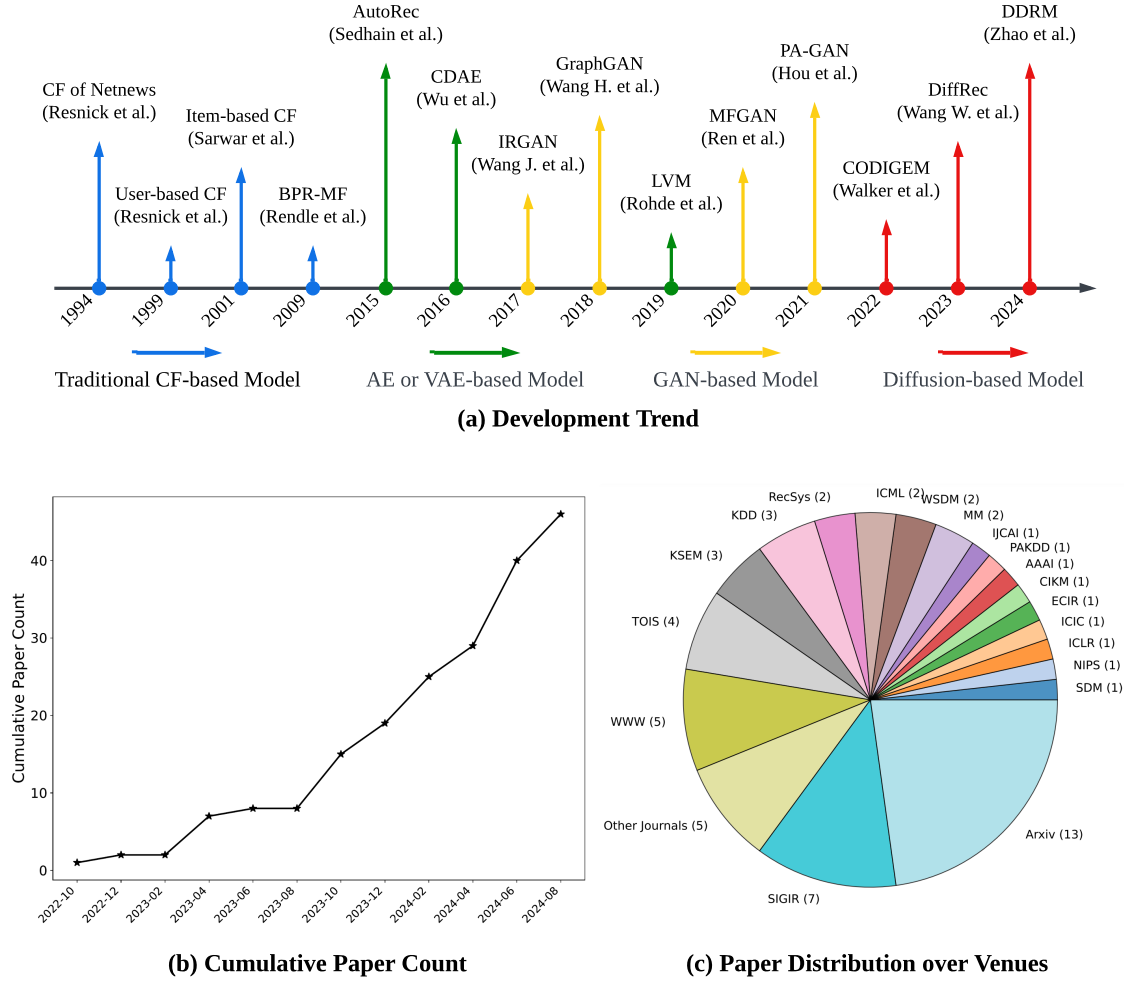 AutoRec
(Sedhain et al.)
DDRM
(Zhao et al.)
PA-GAN
(Hou et al.)
GraphGAN
(Wang H. et al.)
CDAE
(Wu et al.)
CF of Netnews
(Resnick et al.)
DiffRec
(Wang W. et al.)
Item-based CF
(Sarwar et al.)
MFGAN
(Ren et al.)
IRGAN
(Wang J. et al.)
CODIGEM
(Walker et al.)
LVM
(Rohde et al.)
User-based CF
(Resnick et al.)
BPR-MF
(Rendle et al.)
1994
1999
2001
2009
2015
2016
2017
2018
2019
2020
2021
2022
2023
2024
Traditional CF-based Model
AE or VAE-based Model
GAN-based Model
Diffusion-based Model
(a) Development Trend
Cumulative Paper Count
40
30
20
10
0
2022-10
2022-12
2023-02
2023-04
2023-06
2023-08
2023-10
2023-12
2024-02
2024-04
2024-06
2024-08
(b) Cumulative Paper Count
ICML (2)
WSDM (2)
RecSys (2)
MM (2)
KDD (3)
IJCAI (1)
PAKDD (1)
KSEM (3)
AAAI (1)
CIKM (1)
ECIR (1)
TOIS (4)
ICIC (1)
ICLR (1)
NIPS (1)
SDM (1)
WWW (5)
Other Journals (5)
Arxiv (13)
SIGIR (7)
(c) Paper Distribution over Venues